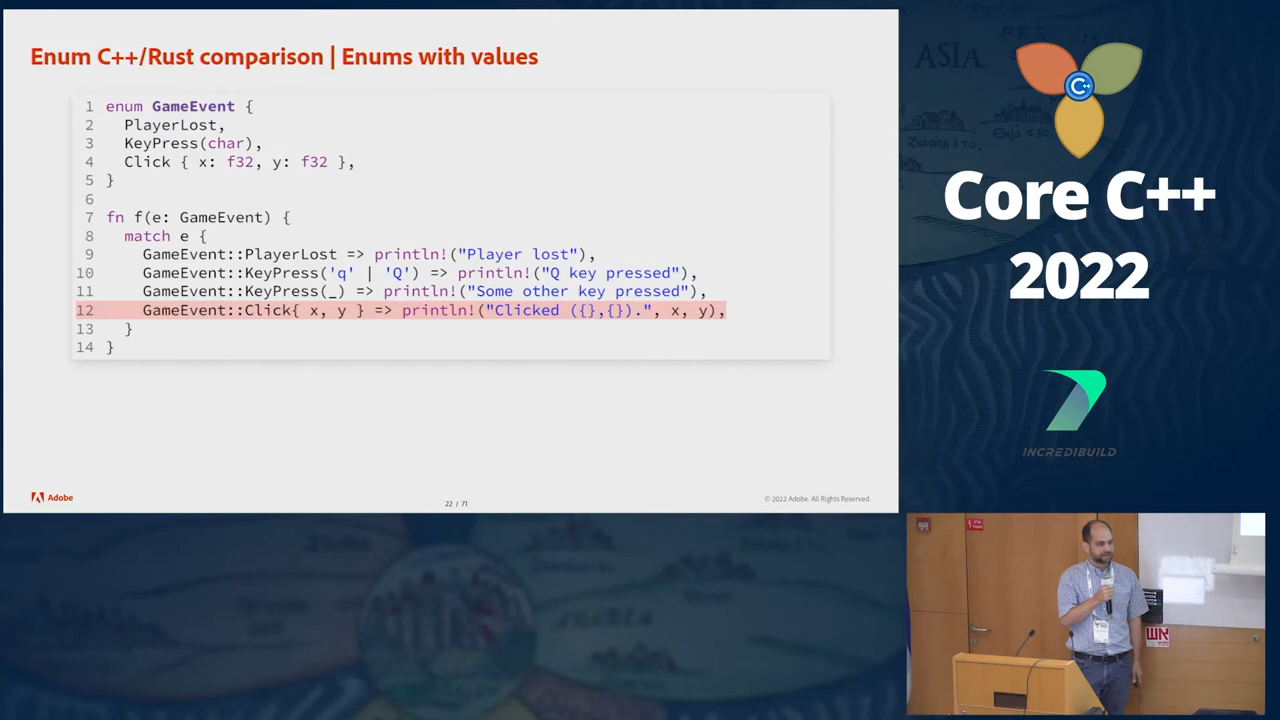 Enum C++/Rust comparison | Enums with values
1 enum GameEvent {
2 PlayerLost,
3 KeyPress(char),
4 Click { x: f32, y: f32 },
5 }
6
7 fn f(e: GameEvent) {
8 match e {
9 GameEvent::PlayerLost => println!("Player lost"),
10 GameEvent::KeyPress('q' | 'Q') => println!("Q key pressed"),
11 GameEvent::KeyPress(_) => println!("Some other key pressed"),
12 GameEvent::Click{ x, y } => println!("Clicked ({},{}).", x, y),
13 }
14 }
Adobe
22 / 71
© 2022 Adobe. All Rights Reserved.
ASIA
C++
Core C++
2022
INCREDIBUILD
אש